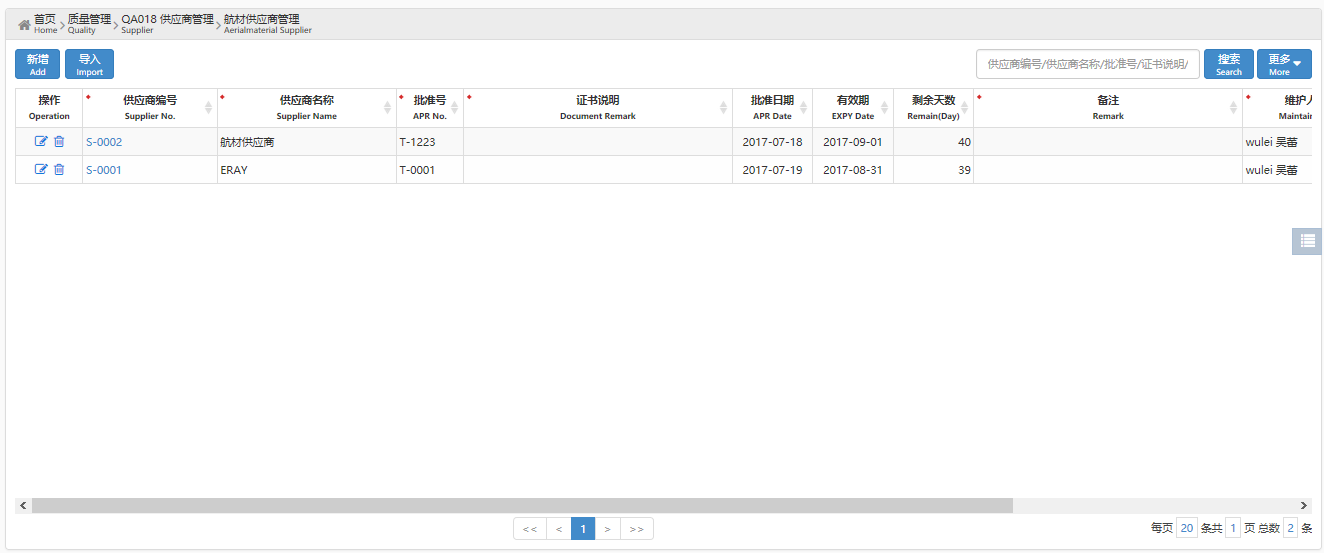 首页 质量管理 QA018 供应商管理 航材供应商管理
Home Quality Supplier Aerialmaterial Supplier
新增 导入 供应商编号/供应商名称/批准号/证书说明/ 搜索 更多
Add Import Search More
操作 * 供应商编号 * 供应商名称 * 批准号 * 证书说明 批准日期 有效期 剩余天数 * 备注 * 维护人
Operation Supplier No. Supplier Name APR No. Document Remark APR Date EXPY Date Remain(Day) Remark Maintain
S-0002 航材供应商 T-1223 2017-07-18 2017-09-01 40 wulei 吴蕾
S-0001 ERAY T-0001 2017-07-19 2017-08-31 39 wulei 吴蕾
<< < 1 > >> 每页 20 条共 1 页 总数 2 条